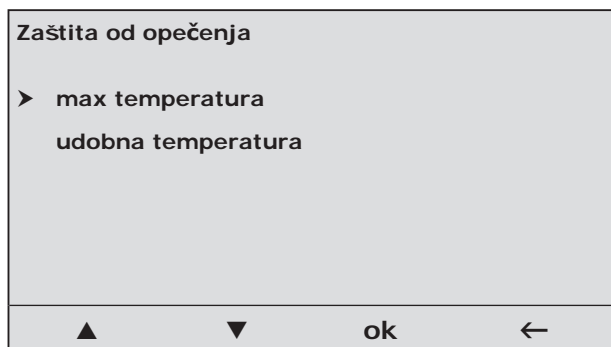 Zaštita od opečenja
➤ max temperatura
udobna temperatura
▲ ▼ ok ←